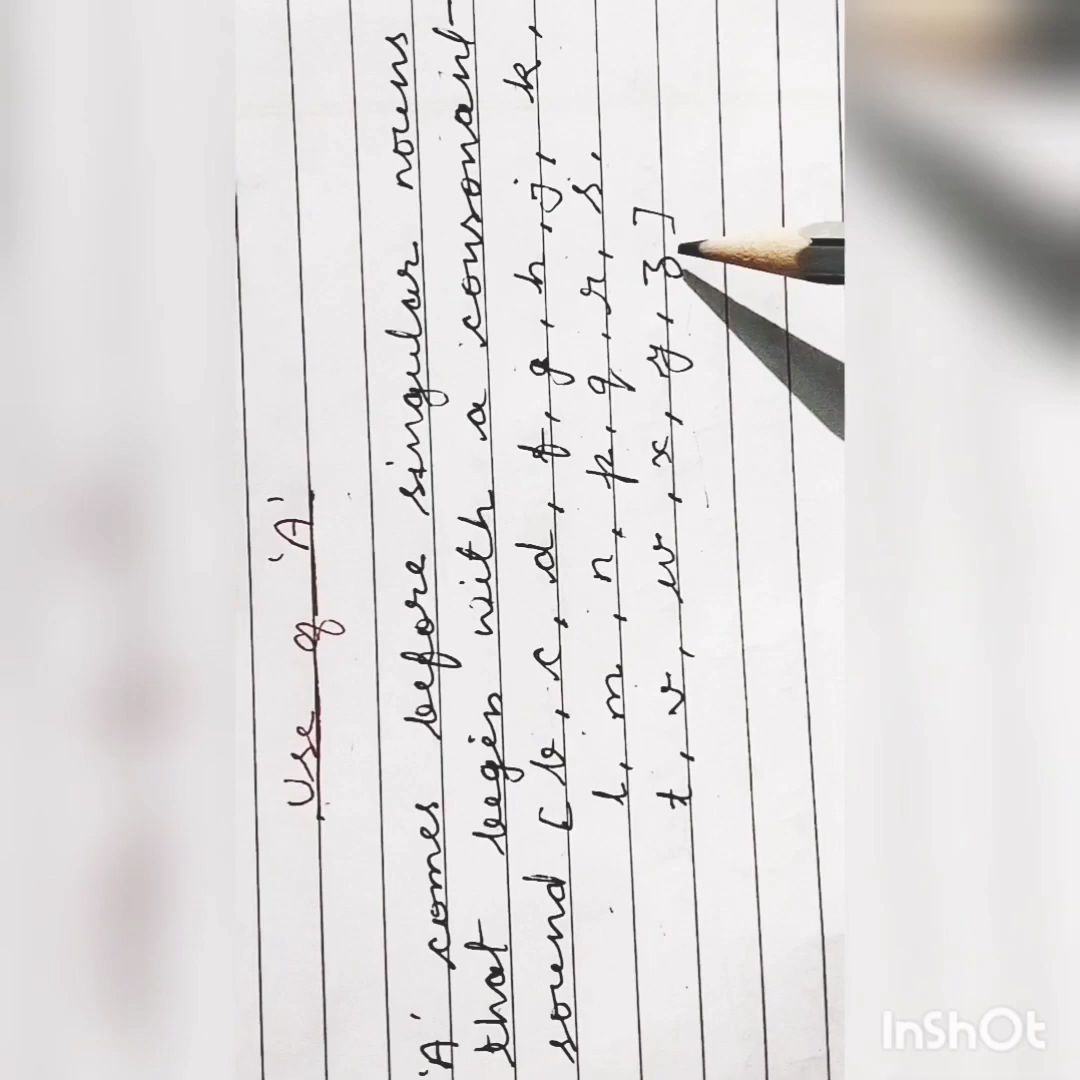 Use of 'A'
'A' comes before singular nouns
that begin with a consonant
sound [b, c, d, f, g, h, j, k,
l, m, n, p, q, r, s,
t, v, w, x, y, z]
InShOt